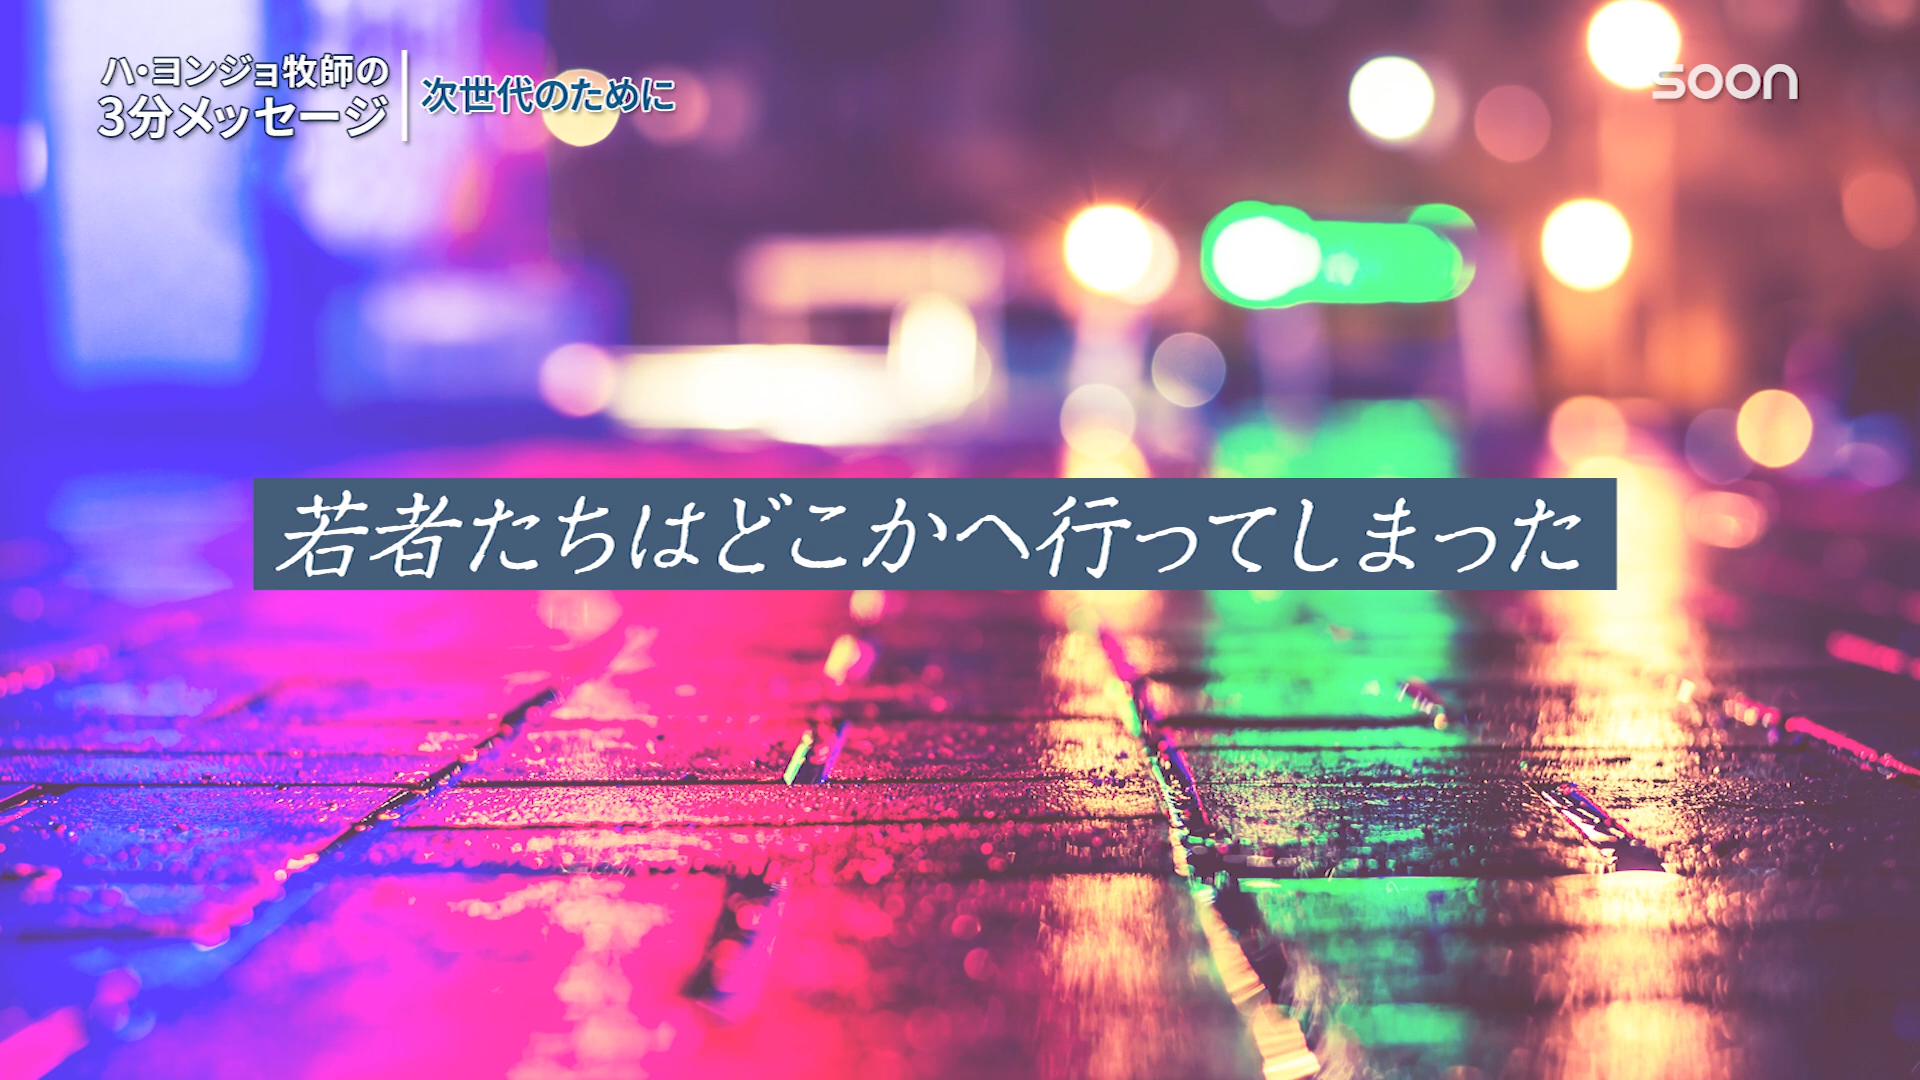 ハ・ヨンジョ牧師の
3分メッセージ
次世代のために
soon
若者たちはどこかへ行ってしまった